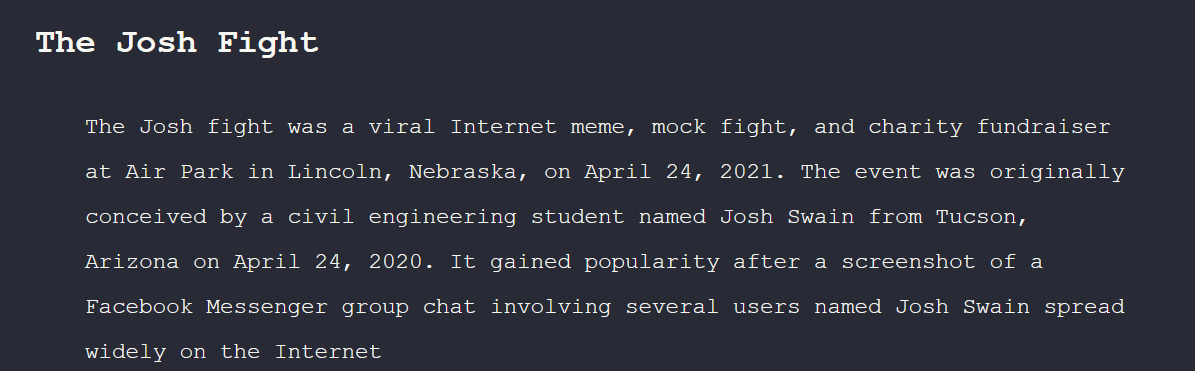 The Josh Fight
The Josh fight was a viral Internet meme, mock fight, and charity fundraiser
at Air Park in Lincoln, Nebraska, on April 24, 2021. The event was originally
conceived by a civil engineering student named Josh Swain from Tucson,
Arizona on April 24, 2020. It gained popularity after a screenshot of a
Facebook Messenger group chat involving several users named Josh Swain spread
widely on the Internet